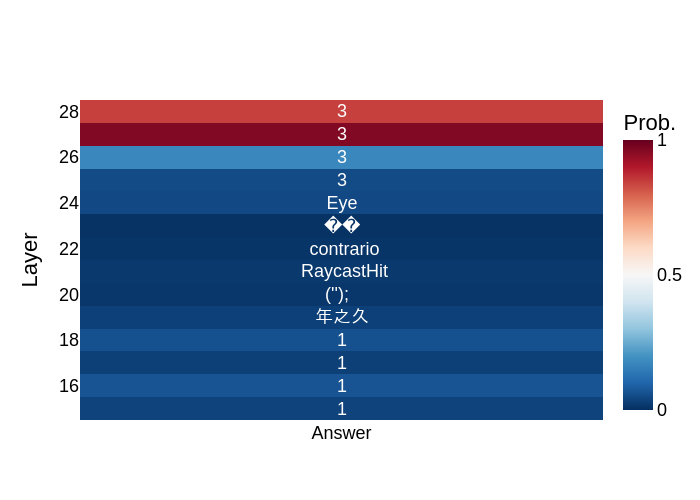 Prob.
28 3 1
3
26 3
3
24 Eye
��
0.5
22 contrario
RaycastHit
20 ('');
年之久
18 1
1
16 1
1 0
Layer
Answer